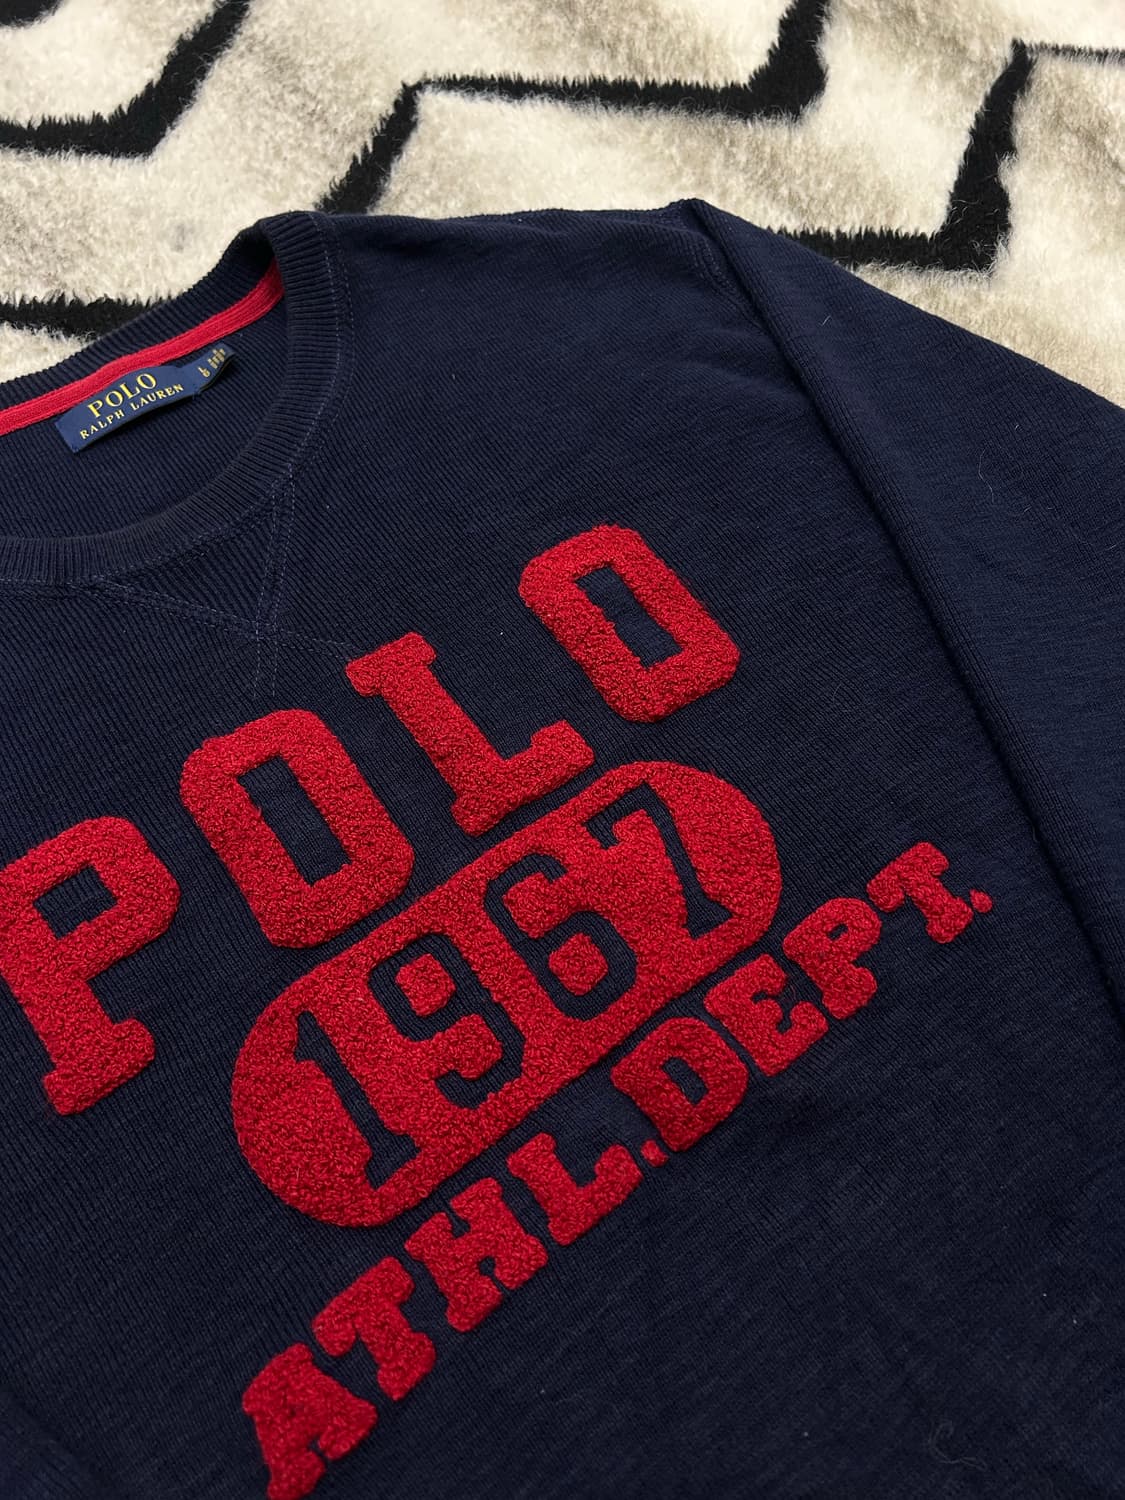 POLO
RALPH LAUREN
POLO
1967
ATHL.DEPT.